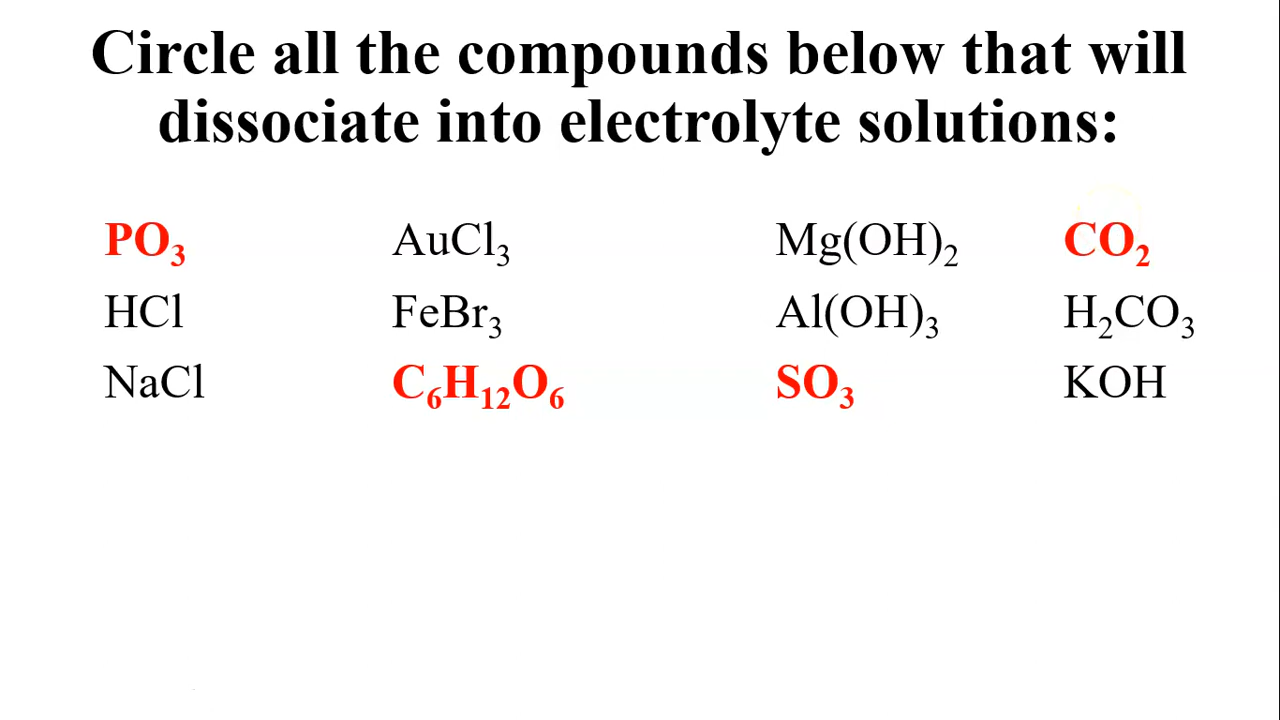 Circle all the compounds below that will
dissociate into electrolyte solutions:
PO₃ AuCl₃ Mg(OH)₂ CO₂
HCl FeBr₃ Al(OH)₃ H₂CO₃
NaCl C₆H₁₂O₆ SO₃ KOH